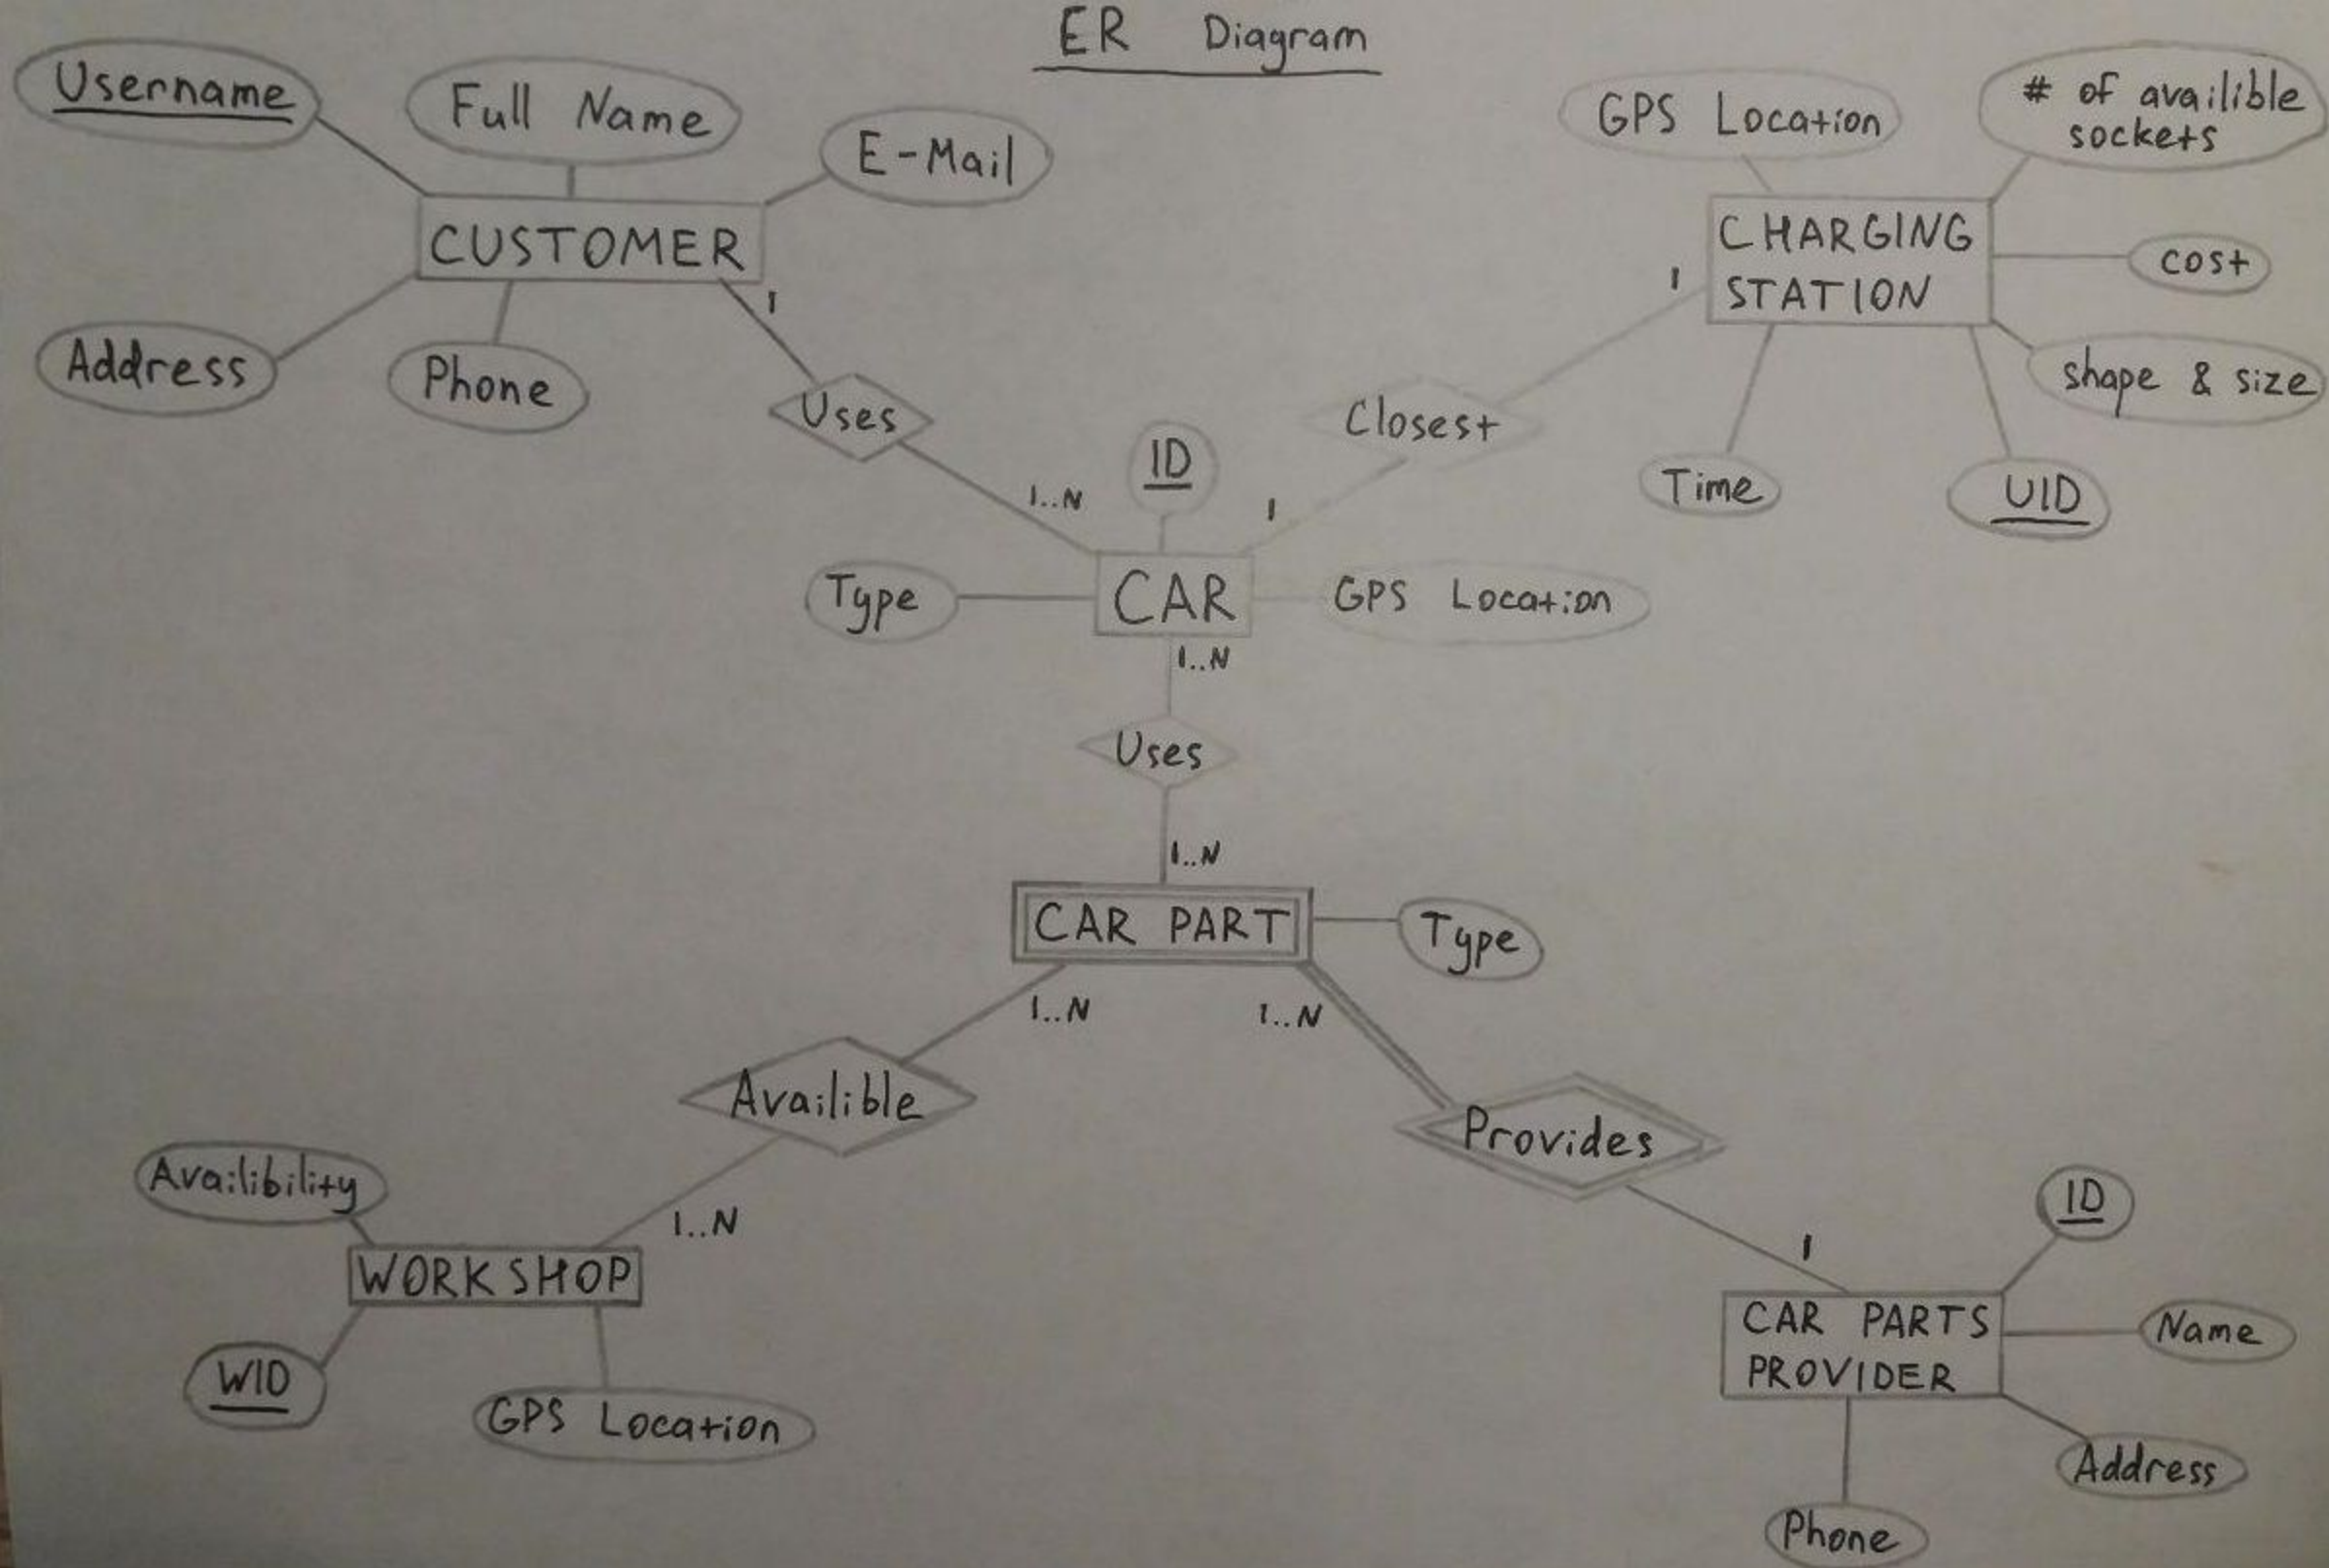 ER Diagram
Username
Full Name
E-Mail
GPS Location
# of availible
sockets
CUSTOMER
CHARGING
STATION
cost
1
1
Address
Phone
Uses
Closest
shape & size
ID
Time
UID
1..N
1
Type
CAR
GPS Location
1..N
Uses
1..N
CAR PART
Type
1..N
1..N
Availible
Provides
Availibility
1..N
ID
1
WORKSHOP
CAR PARTS
PROVIDER
Name
WID
GPS Location
Address
Phone